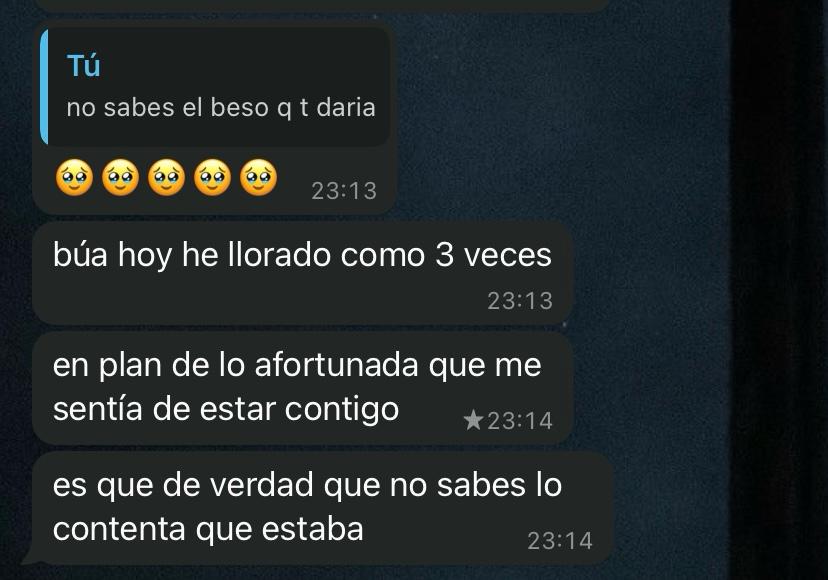 Tú
no sabes el beso q t daria
🥹🥹🥹🥹🥹 23:13
búa hoy he llorado como 3 veces
23:13
en plan de lo afortunada que me
sentía de estar contigo ★23:14
es que de verdad que no sabes lo
contenta que estaba 23:14